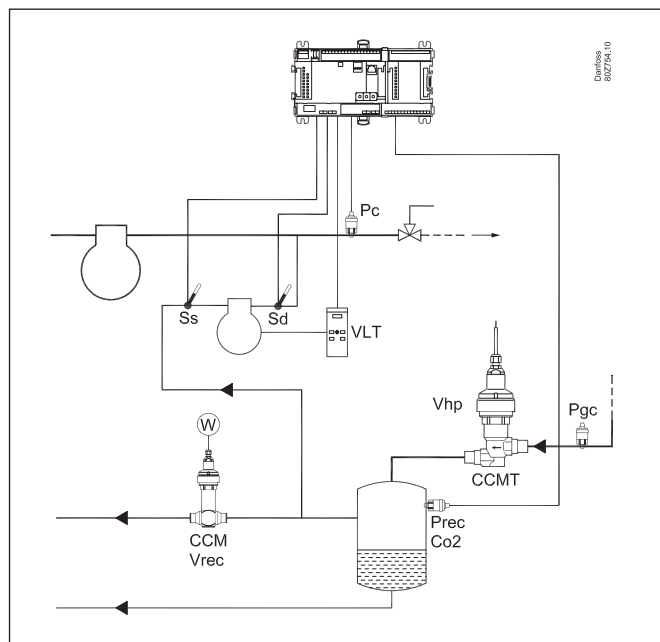 Danfoss
80Z754.10
Pc
Ss
Sd
VLT
Vhp
Pgc
W
CCMT
Prec
Co2
CCM
Vrec